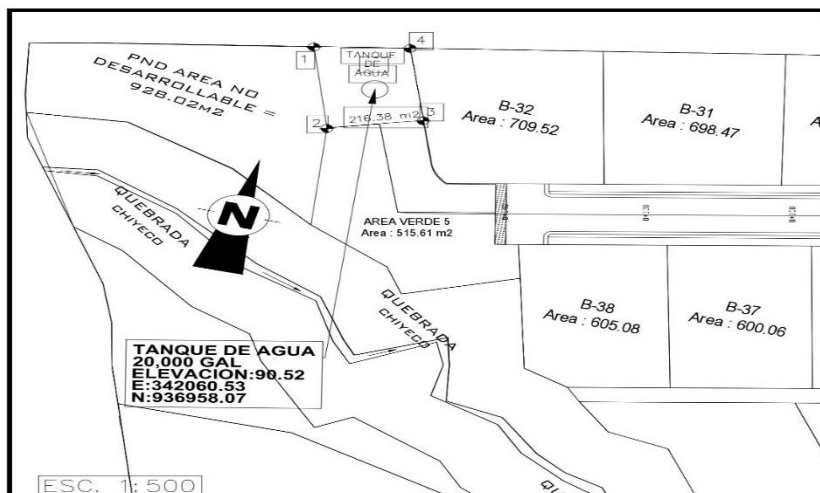 1
4
PND AREA NO
DESARROLLABLE =
928.02M2
TANQUE
DE
AGUA
2
216.38 m2
3
B-32
Area : 709.52
B-31
Area : 698.47
A
QUEBRADA
CHIYECO
N
AREA VERDE 5
Area : 515.61 m2
QUEBRADA
CHIYECO
B-38
Area : 605.08
B-37
Area : 600.06
TANQUE DE AGUA
20,000 GAL
ELEVACION:90.52
E:342060.53
N:936958.07
ESC. 1:500
QU